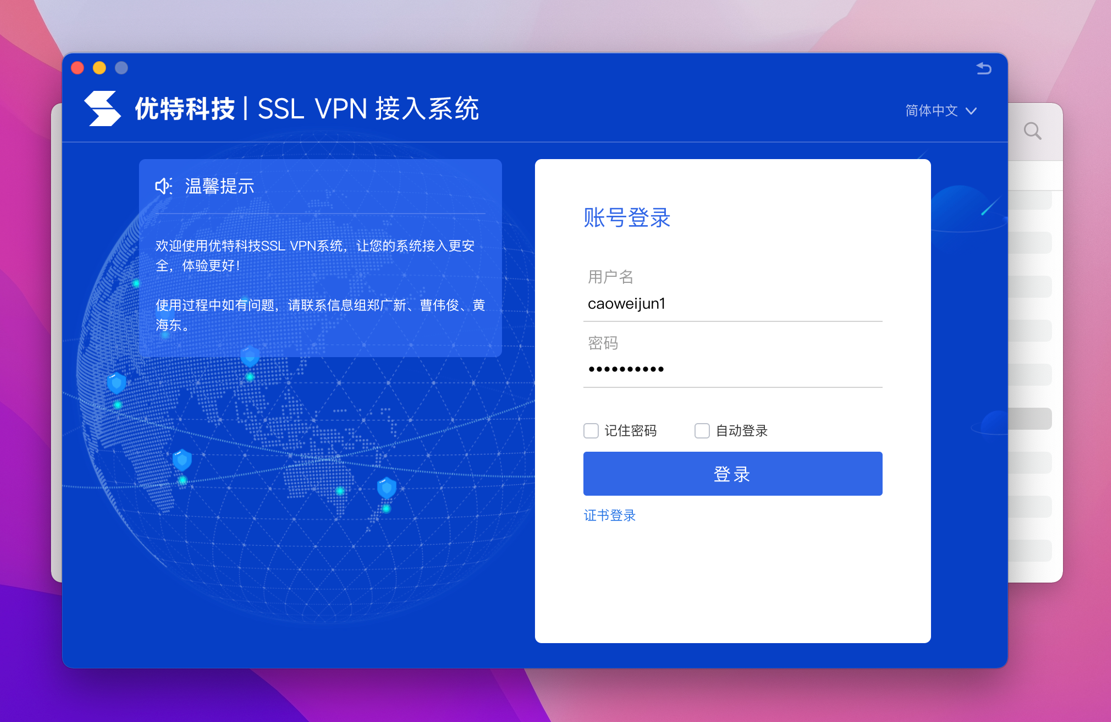 优特科技 | SSL VPN 接入系统
简体中文
温馨提示
欢迎使用优特科技SSL VPN系统，让您的系统接入更安
全，体验更好！
使用过程中如有问题，请联系信息组郑广新、曹伟俊、黄
海东。
账号登录
用户名
caoweijun1
密码
••••••••••
记住密码
自动登录
登录
证书登录